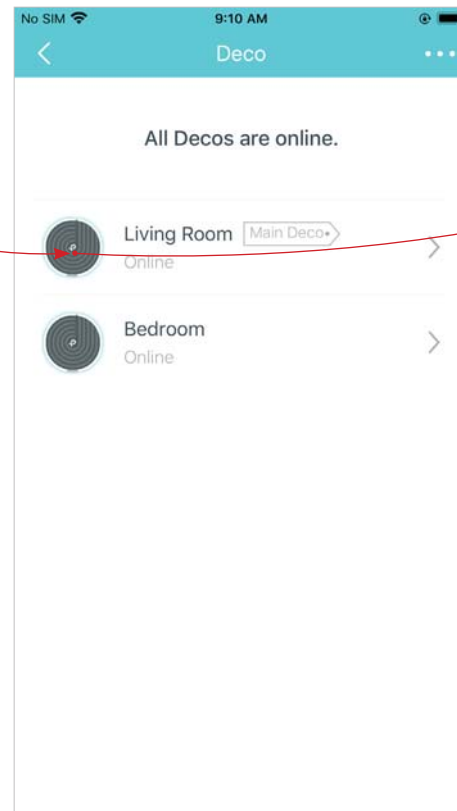 No SIM 9:10 AM
Deco
All Decos are online.
Living Room Main Deco
Online
Bedroom
Online